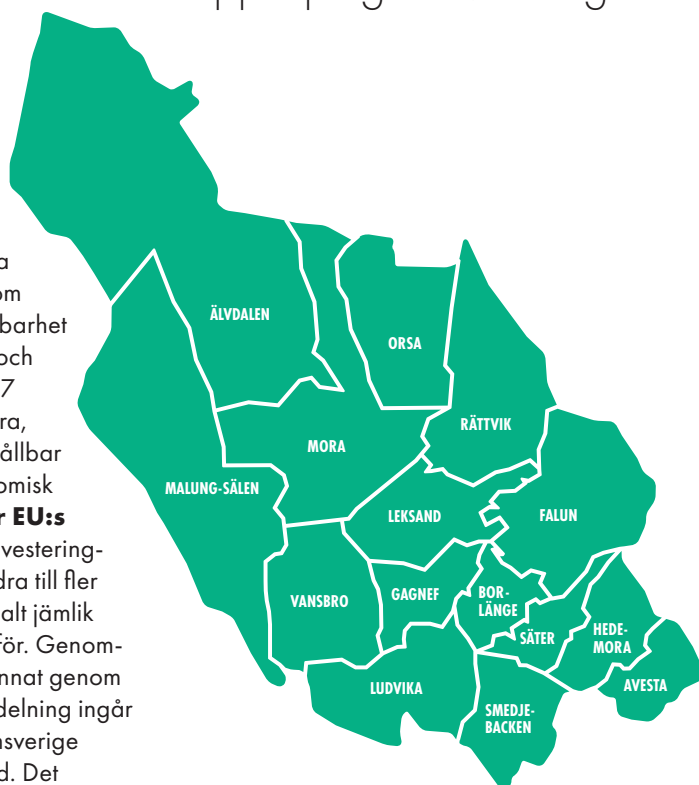 a
om
barhet
och
7
ra,
ållbar
omisk
r EU:s
vestering-
dra till fler
alt jämlik
för. Genom-
nnat genom
delning ingår
nsverige
d. Det
ÄLVDALEN
ORSA
RÄTTVIK
MORA
MALUNG-SÄLEN
LEKSAND
FALUN
VANSBRO
GAGNEF
BOR-
LÄNGE
SÄTER
HEDE-
MORA
AVESTA
LUDVIKA
SMEDJE-
BACKEN